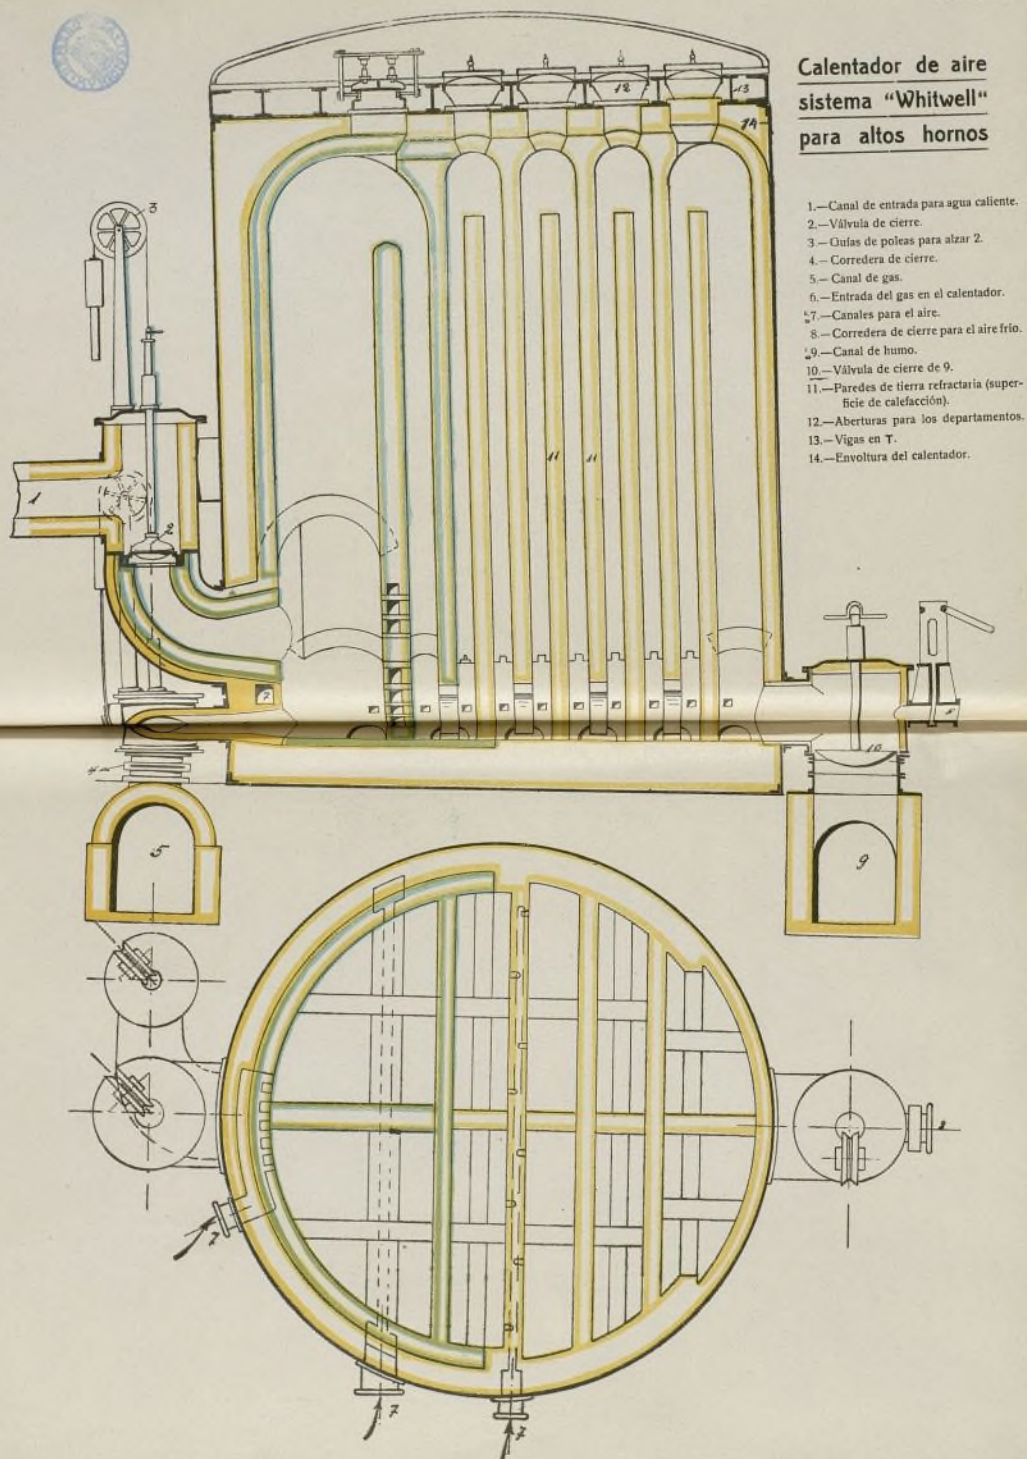 Calentador de aire
sistema “Whitwell“
para altos hornos
1.—Canal de entrada para agua caliente.
2.—Válvula de cierre.
3.—Guías de poleas para alzar 2.
4.—Corredera de cierre.
5.—Canal de gas.
6.—Entrada del gas en el calentador.
7.—Canales para el aire.
8.—Corredera de cierre para el aire frío.
9.—Canal de humo.
10.—Válvula de cierre de 9.
11.—Paredes de tierra refractaria (super-
ficie de calefacción).
12.—Aberturas para los departamentos.
13.—Vigas en T.
14.—Envoltura del calentador.
12
13
14
3
11
11
1
2
7
10
5
9
7
7
7